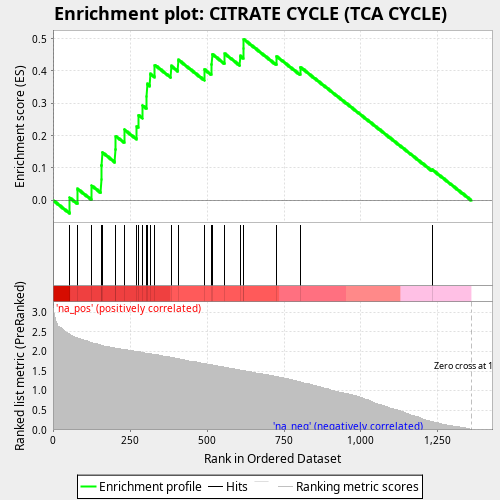 Enrichment plot: CITRATE CYCLE (TCA CYCLE)
Enrichment score (ES)
0.5
0.4
0.3
0.2
0.1
0.0
'na_pos' (positively correlated)
Ranked list metric (PreRanked)
3.0
2.5
2.0
1.5
1.0
0.5
0.0
Zero cross at 1
'na_neg' (negatively correlated)
0 250 500 750 1,000 1,250
Rank in Ordered Dataset
Enrichment profile Hits Ranking metric scores